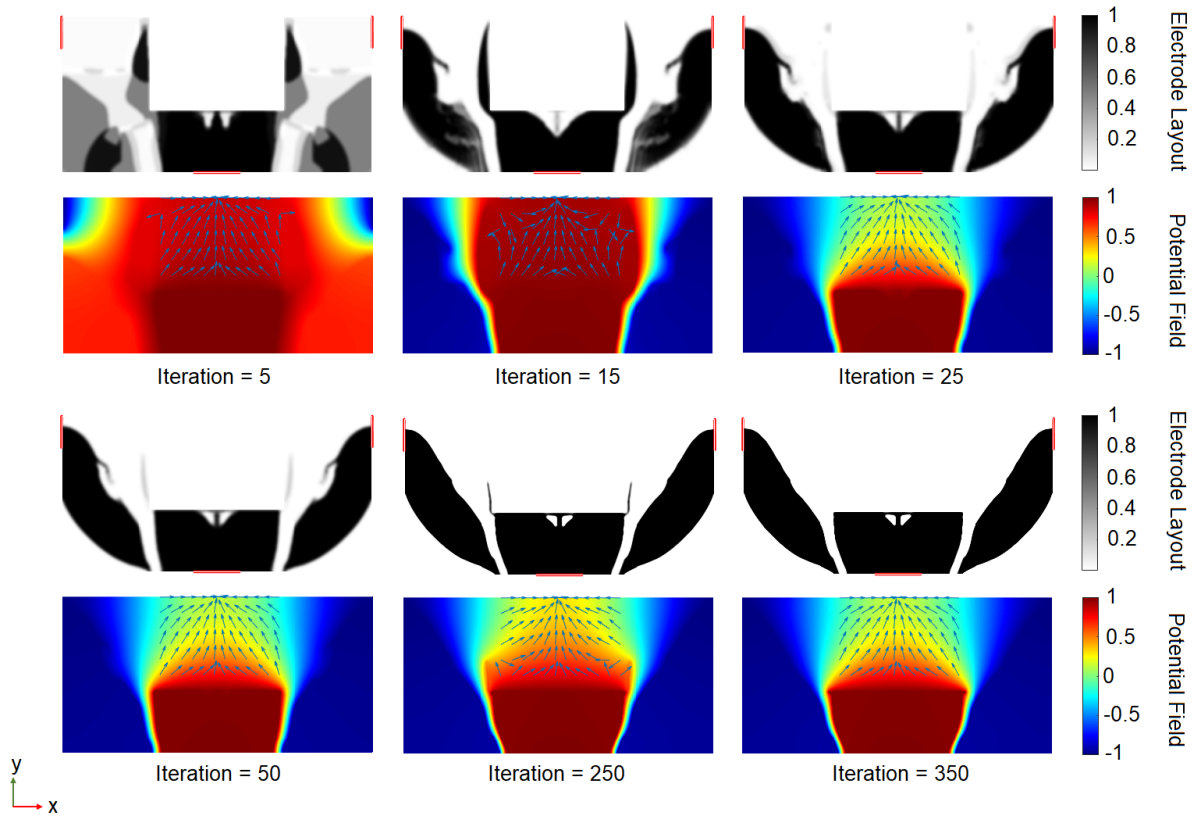 1
0.8
0.6
0.4
0.2
Electrode Layout
1
0.5
0
-0.5
-1
Potential Field
Iteration = 5
Iteration = 15
Iteration = 25
1
0.8
0.6
0.4
0.2
Electrode Layout
1
0.5
0
-0.5
-1
Potential Field
Iteration = 50
Iteration = 250
Iteration = 350
y
x